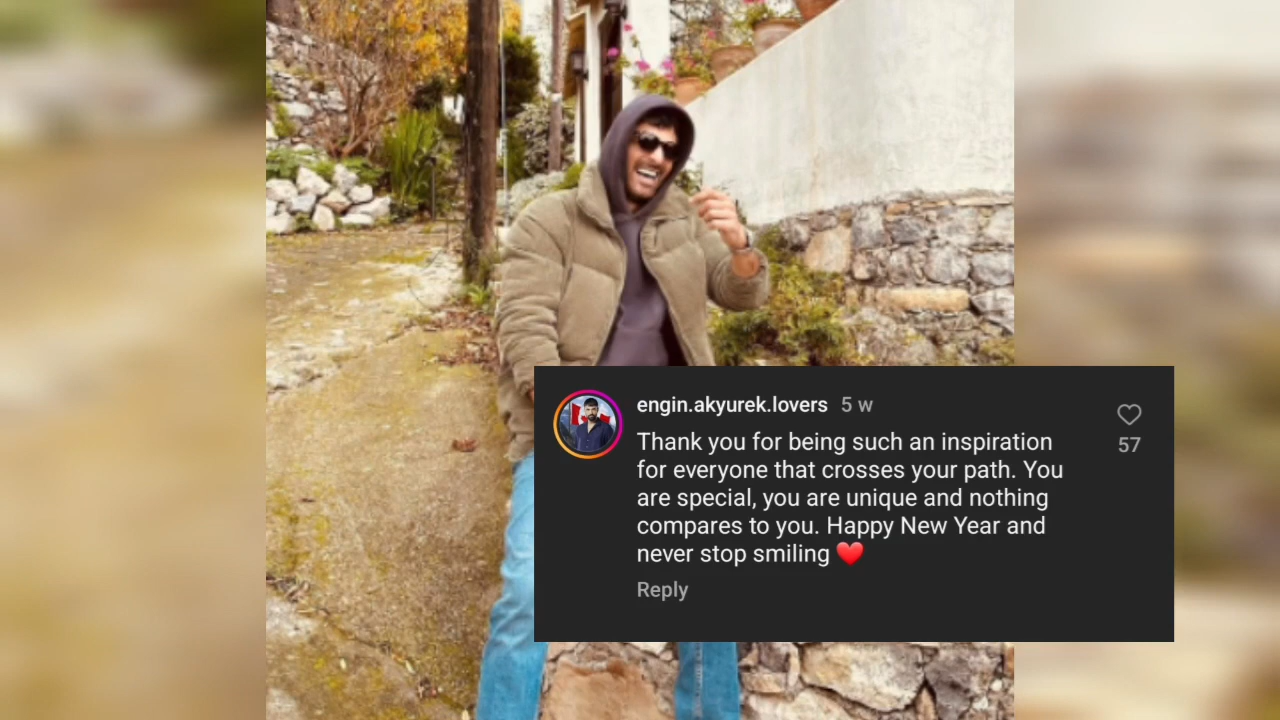 engin.akyurek.lovers 5 w
Thank you for being such an inspiration
for everyone that crosses your path. You
are special, you are unique and nothing
compares to you. Happy New Year and
never stop smiling ❤️
Reply
57